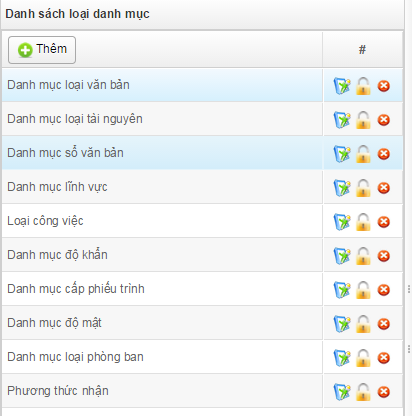 Danh sách loại danh mục
Thêm #
Danh mục loại văn bản
Danh mục loại tài nguyên
Danh mục sổ văn bản
Danh mục lĩnh vực
Loại công việc
Danh mục độ khẩn
Danh mục cấp phiếu trình
Danh mục độ mật
Danh mục loại phòng ban
Phương thức nhận